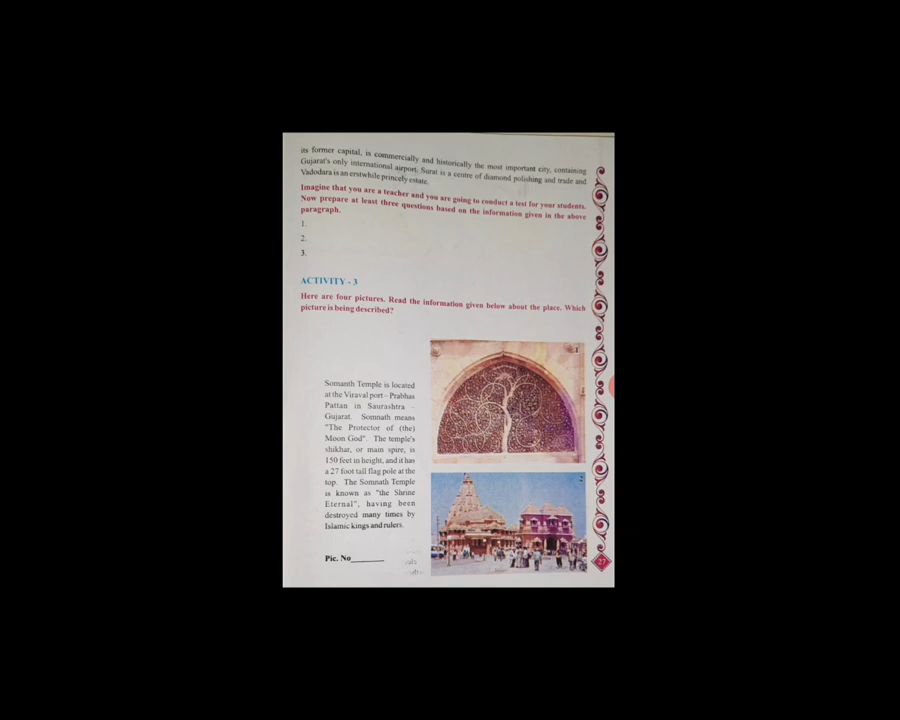 its former capital, is commercially and historically the most important city, containing
Gujarat's only international airport. Surat is a centre of diamond polishing and trade and
Vadodara is an erstwhile princely estate.
Imagine that you are a teacher and you are going to conduct a test for your students.
Now prepare at least three questions based on the information given in the above
paragraph.
1.
2.
3.
ACTIVITY - 3
Here are four pictures. Read the information given below about the place. Which
picture is being described?
1
Somanth Temple is located
at the Viraval port – Prabhas
Pattan in Saurashtra –
Gujarat. Somnath means
"The Protector of (the)
Moon God". The temple's
shikhar, or main spire, is
150 feet in height, and it has
a 27 foot tall flag pole at the
top. The Somnath Temple
is known as "the Shrine
Eternal", having been
destroyed many times by
Islamic kings and rulers.
2
Pic. No______
27